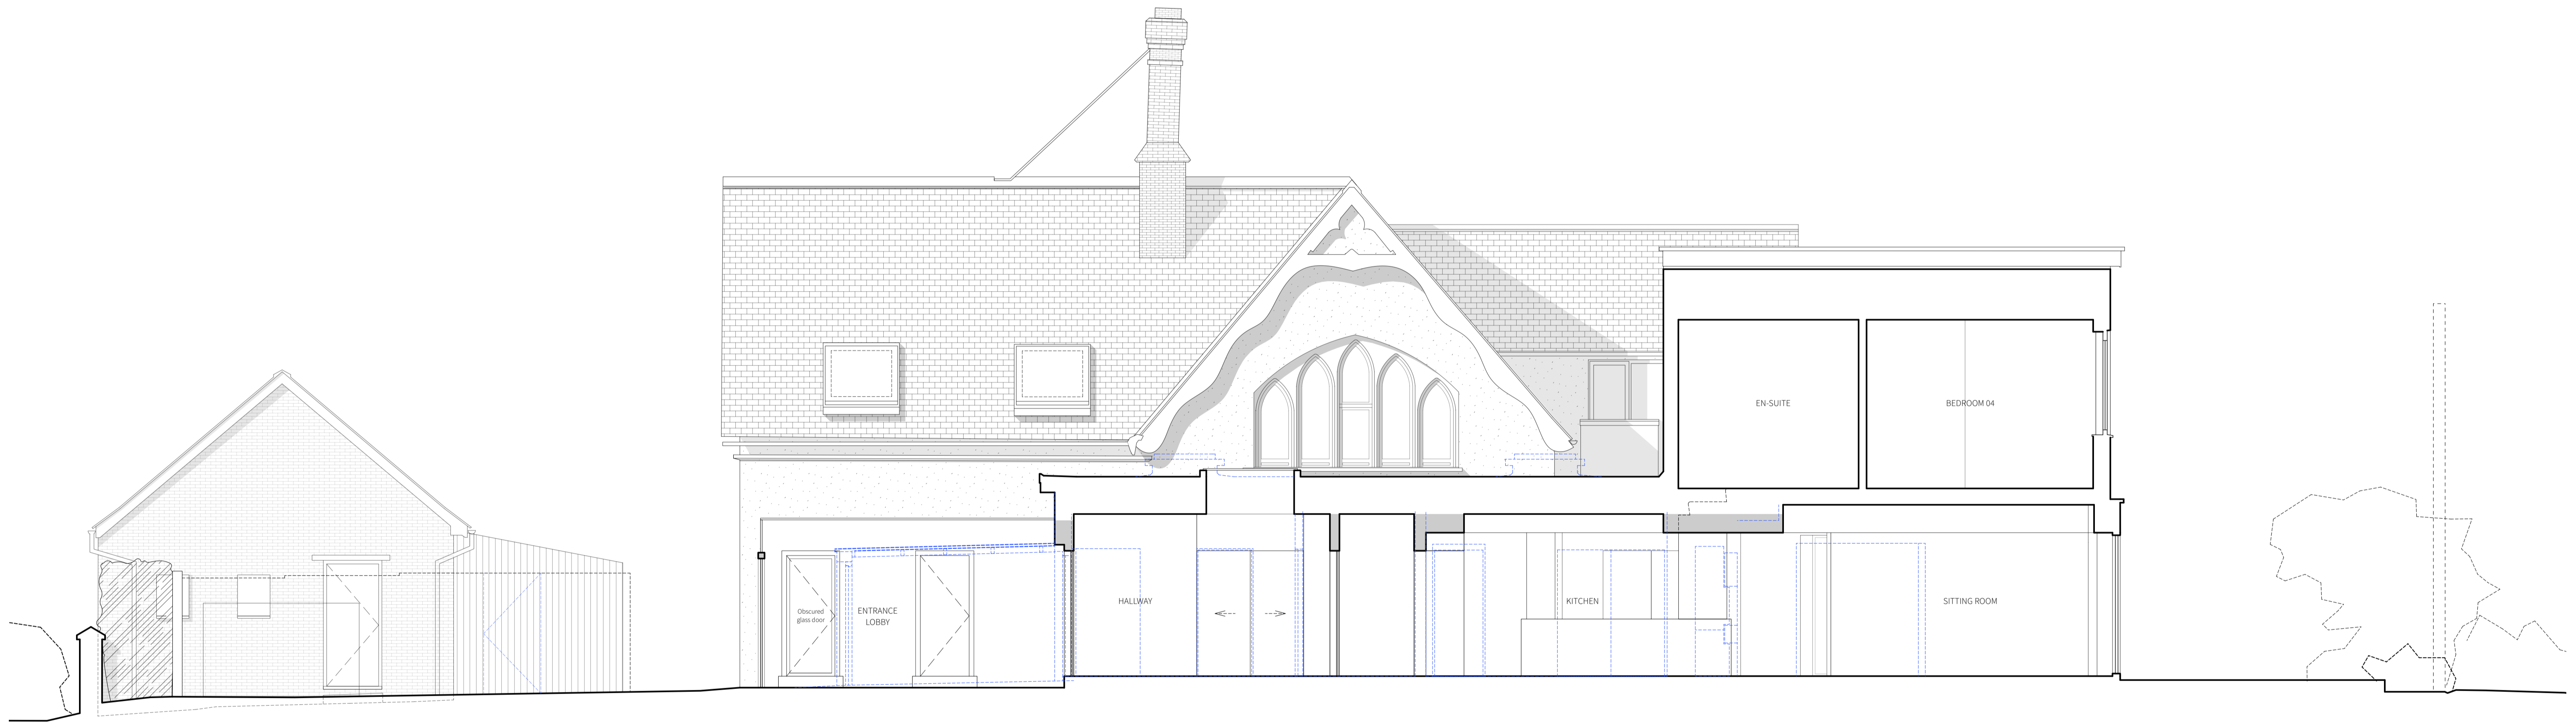 EN-SUITE
BEDROOM 04
Obscured
glass door
ENTRANCE
LOBBY
HALLWAY
KITCHEN
SITTING ROOM